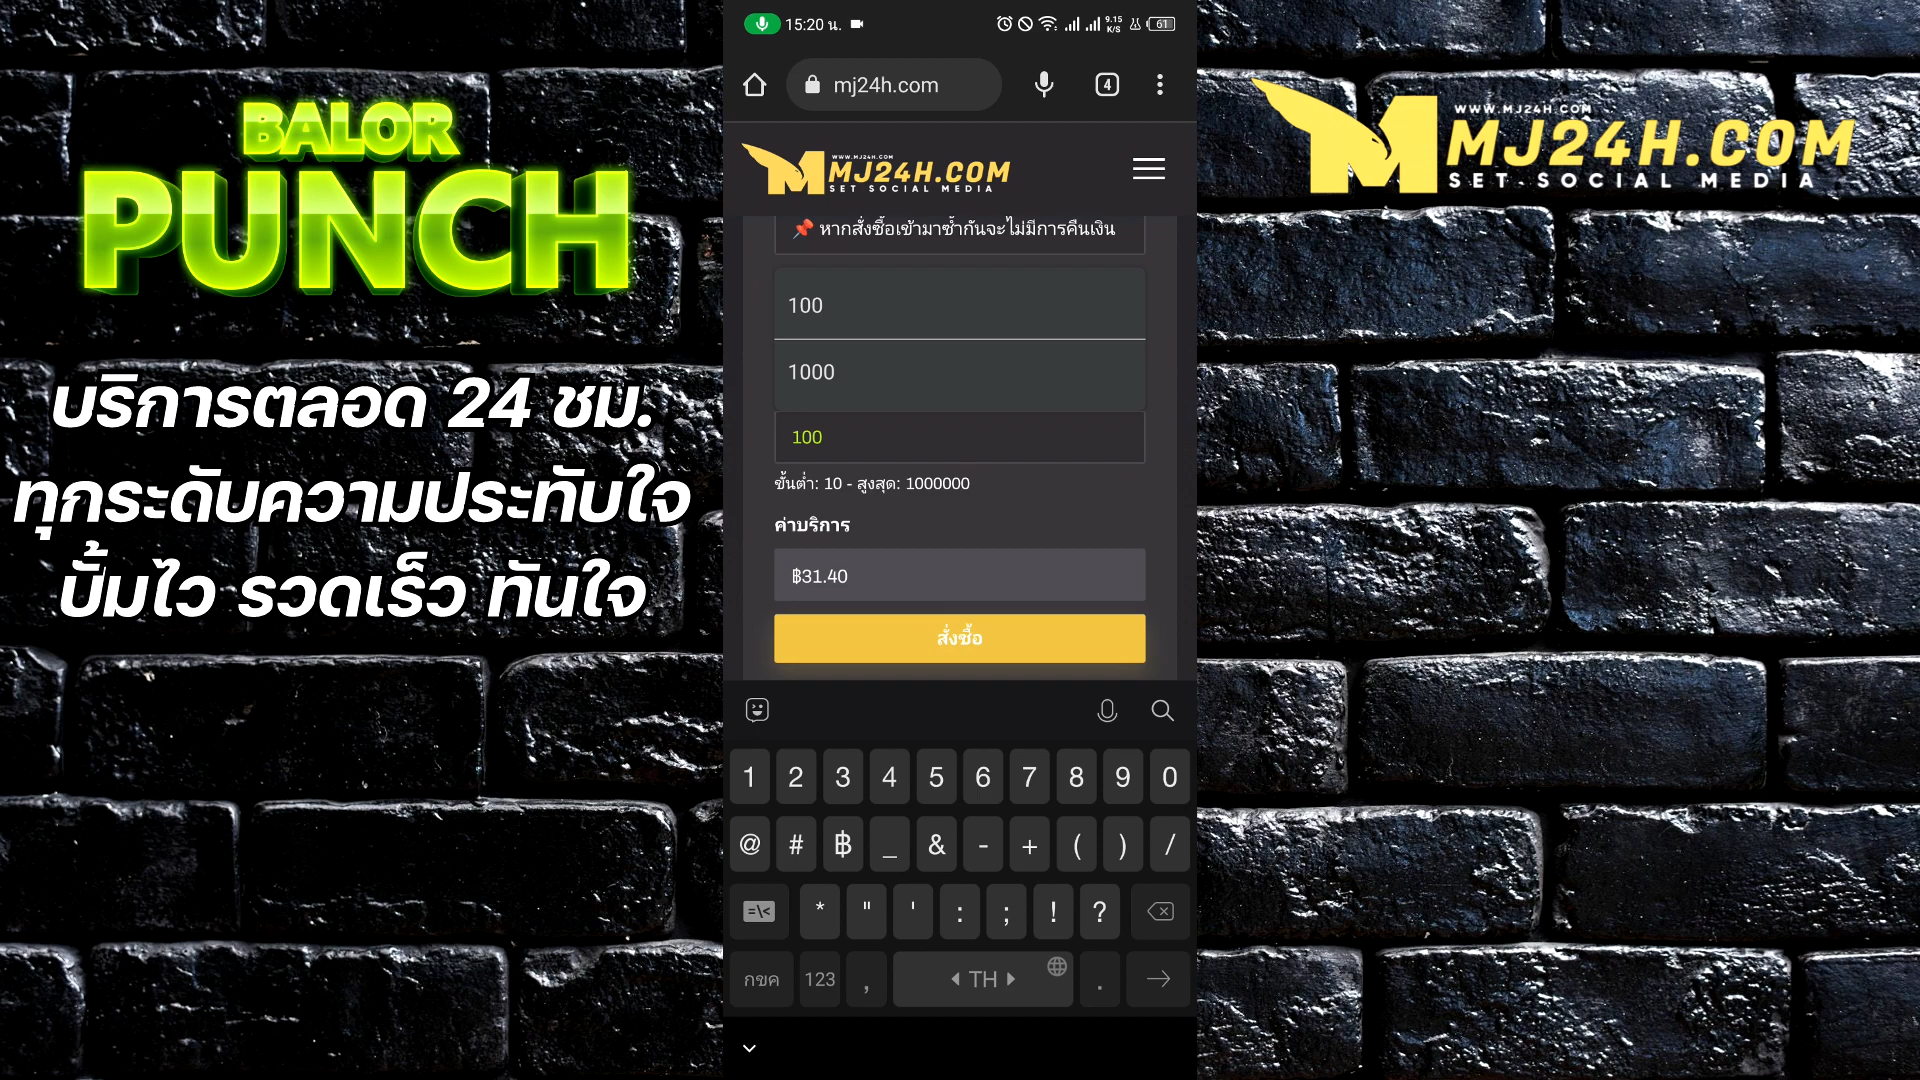 BALOR
PUNCH
บริการตลอด 24 ชม.
ทุกระดับความประทับใจ
ปั้มไว รวดเร็ว ทันใจ
15:20 น.
9.15
K/S
61
mj24h.com
4
WWW.MJ24H.COM
MJ24H.COM
SET SOCIAL MEDIA
📌 หากสั่งซื้อเข้ามาซ้ำกันจะไม่มีการคืนเงิน
100
1000
100
ขั้นต่ำ: 10 - สูงสุด: 1000000
ค่าบริการ
฿31.40
สั่งซื้อ
1 2 3 4 5 6 7 8 9 0
@ # ฿ _ & - + ( ) /
=\< * " ' : ; ! ?
กขค 123 , TH .
WWW.MJ24H.COM
MJ24H.COM
SET SOCIAL MEDIA